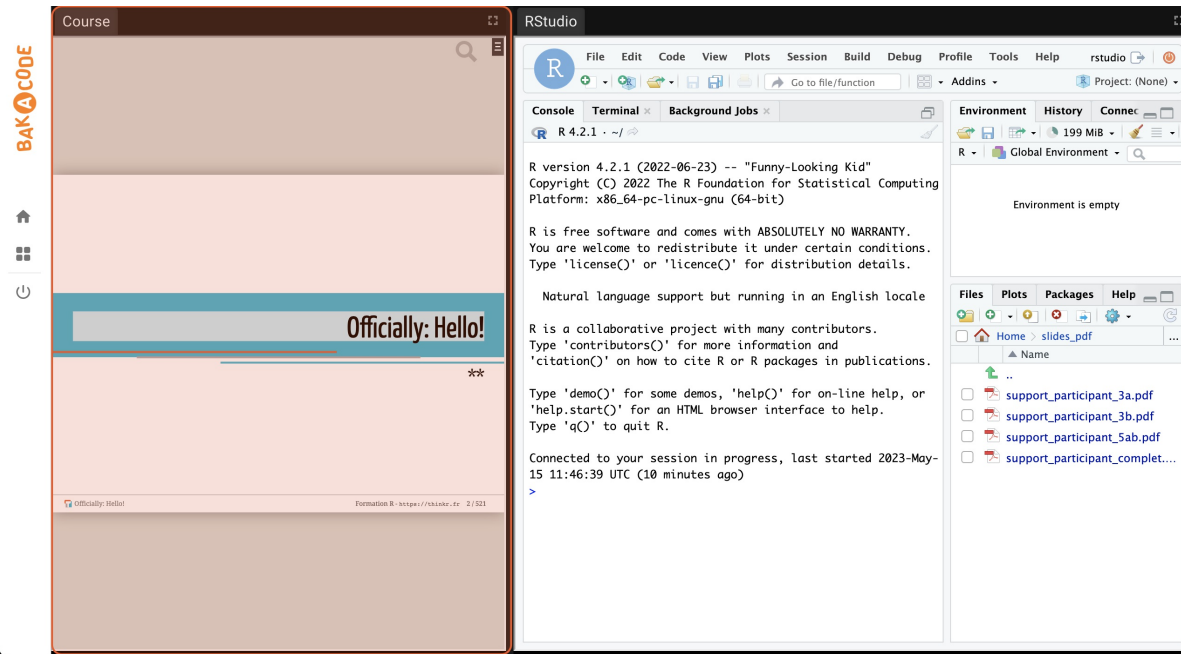 BAKACODE
Course
Officially: Hello!
**
Officially: Hello!
Formation R - https://thinkr.fr 2 / 521
RStudio
R
File Edit Code View Plots Session Build Debug Profile Tools Help
rstudio
Go to file/function
Addins
Project: (None)
Console Terminal Background Jobs
R 4.2.1 · ~/
R version 4.2.1 (2022-06-23) -- "Funny-Looking Kid"
Copyright (C) 2022 The R Foundation for Statistical Computing
Platform: x86_64-pc-linux-gnu (64-bit)
R is free software and comes with ABSOLUTELY NO WARRANTY.
You are welcome to redistribute it under certain conditions.
Type 'license()' or 'licence()' for distribution details.
Natural language support but running in an English locale
R is a collaborative project with many contributors.
Type 'contributors()' for more information and
'citation()' on how to cite R or R packages in publications.
Type 'demo()' for some demos, 'help()' for on-line help, or
'help.start()' for an HTML browser interface to help.
Type 'q()' to quit R.
Connected to your session in progress, last started 2023-May-
15 11:46:39 UTC (10 minutes ago)
>
Environment History Connec
199 MiB
R Global Environment
Environment is empty
Files Plots Packages Help
Home > slides_pdf ...
Name
..
support_participant_3a.pdf
support_participant_3b.pdf
support_participant_5ab.pdf
support_participant_complet....